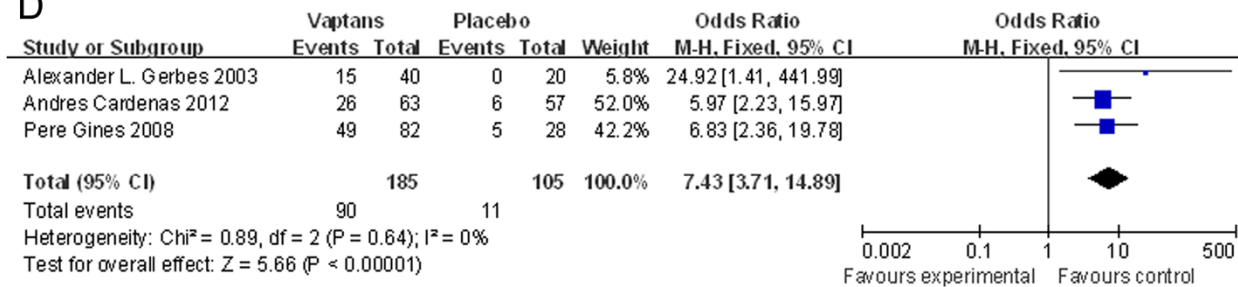 D
Vaptans Placebo Odds Ratio Odds Ratio
Study or Subgroup Events Total Events Total Weight M-H, Fixed, 95% CI M-H, Fixed, 95% CI
Alexander L. Gerbes 2003 15 40 0 20 5.8% 24.92 [1.41, 441.99]
Andres Cardenas 2012 26 63 6 57 52.0% 5.97 [2.23, 15.97]
Pere Gines 2008 49 82 5 28 42.2% 6.83 [2.36, 19.78]
Total (95% CI) 185 105 100.0% 7.43 [3.71, 14.89]
Total events 90 11
Heterogeneity: Chi² = 0.89, df = 2 (P = 0.64); I² = 0%
Test for overall effect: Z = 5.66 (P < 0.00001)
0.002 0.1 1 10 500
Favours experimental Favours control